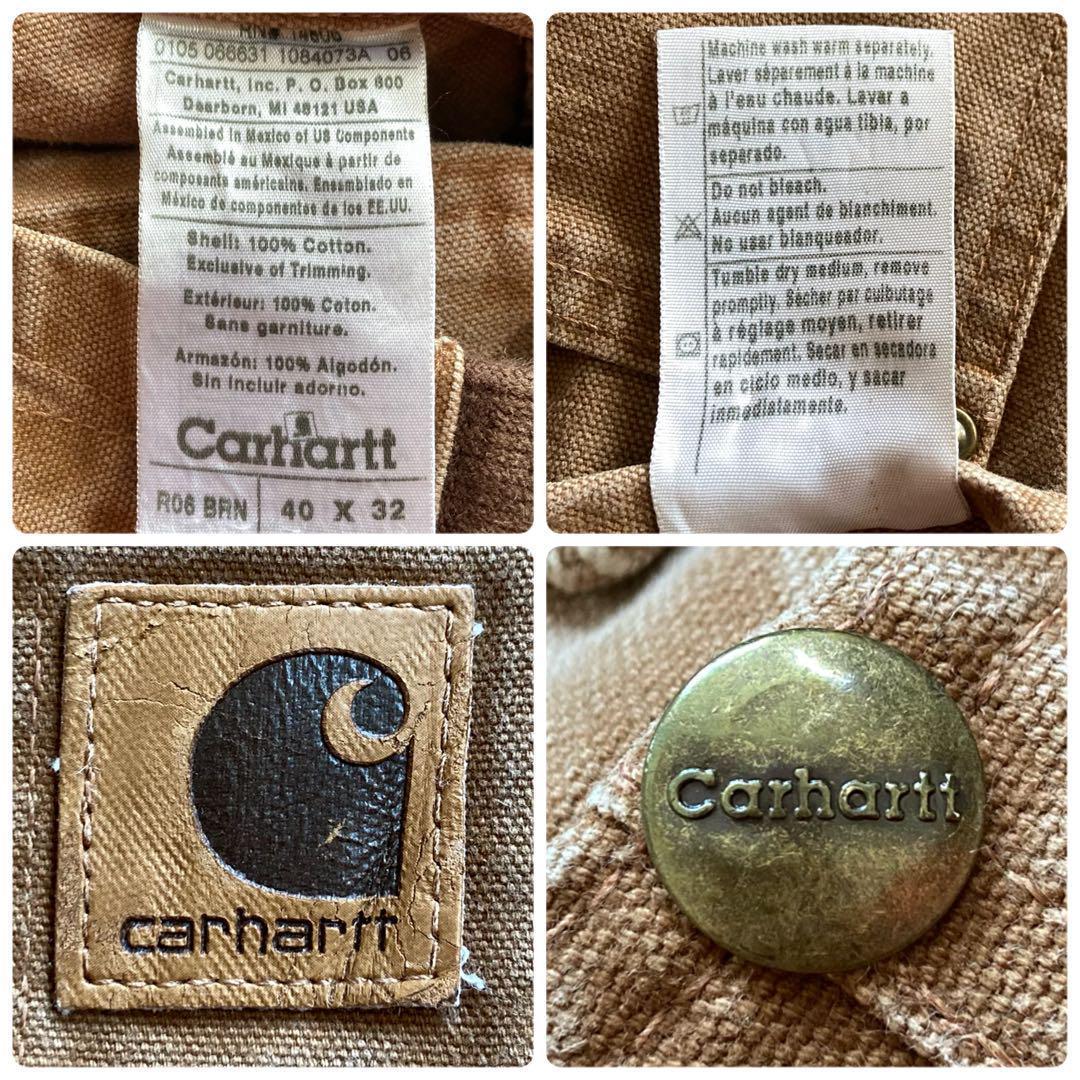 0105 066631 1084073A 06
Carhartt, Inc. P. O. Box 600
Dearborn, MI 48121 USA
Assembled in Mexico of US Components
Assemblé au Mexique à partir de
composants américains. Ensamblado en
México de componentes de los EE.UU.
Shell: 100% Cotton.
Exclusive of Trimming.
Extérieur: 100% Coton.
Sans garniture.
Armazón: 100% Algodón.
Sin incluir adorno.
Carhartt
R06 BRN 40 X 32
Machine wash warm separately.
Laver séparement à la machine
à l'eau chaude. Lavar a
máquina con agua tibia, por
separado.
Do not bleach.
Aucun agent de blanchiment.
No usar blanqueador.
Tumble dry medium, remove
promptly. Sécher par culbutage
à réglage moyen, retirer
rapidement. Secar en secadora
en ciclo medio, y sacar
inmediatamente.
carhartt
Carhartt